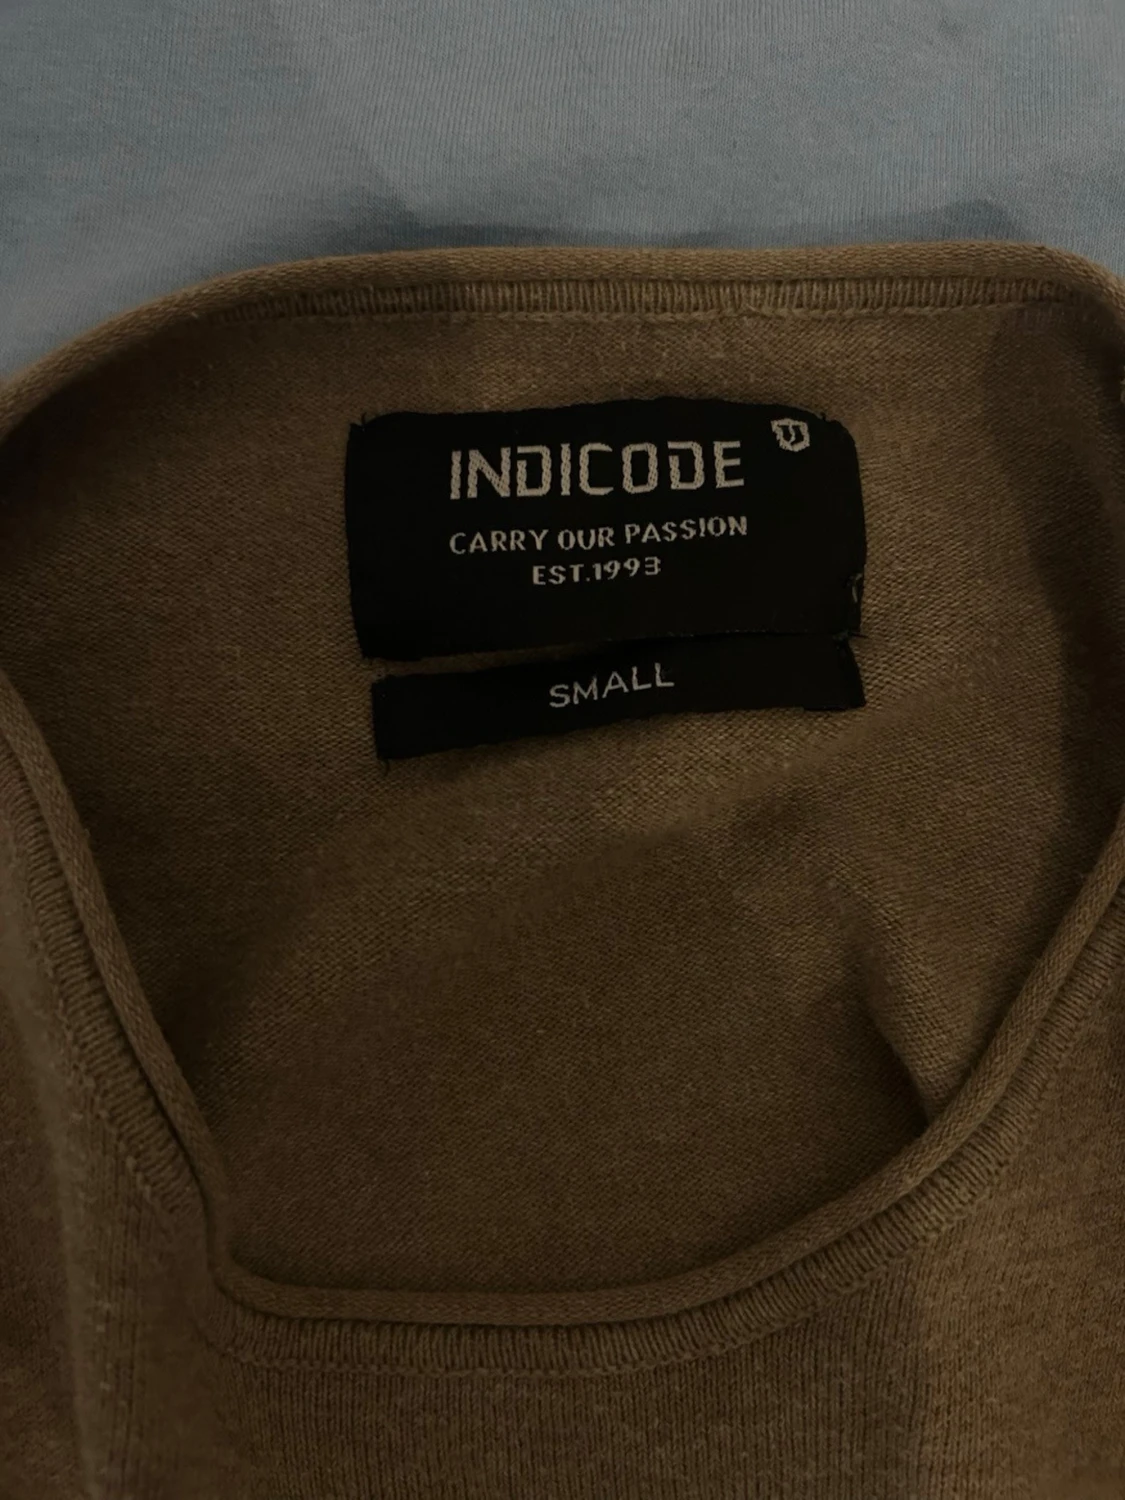 INDICODE
CARRY OUR PASSION
EST.1993
SMALL